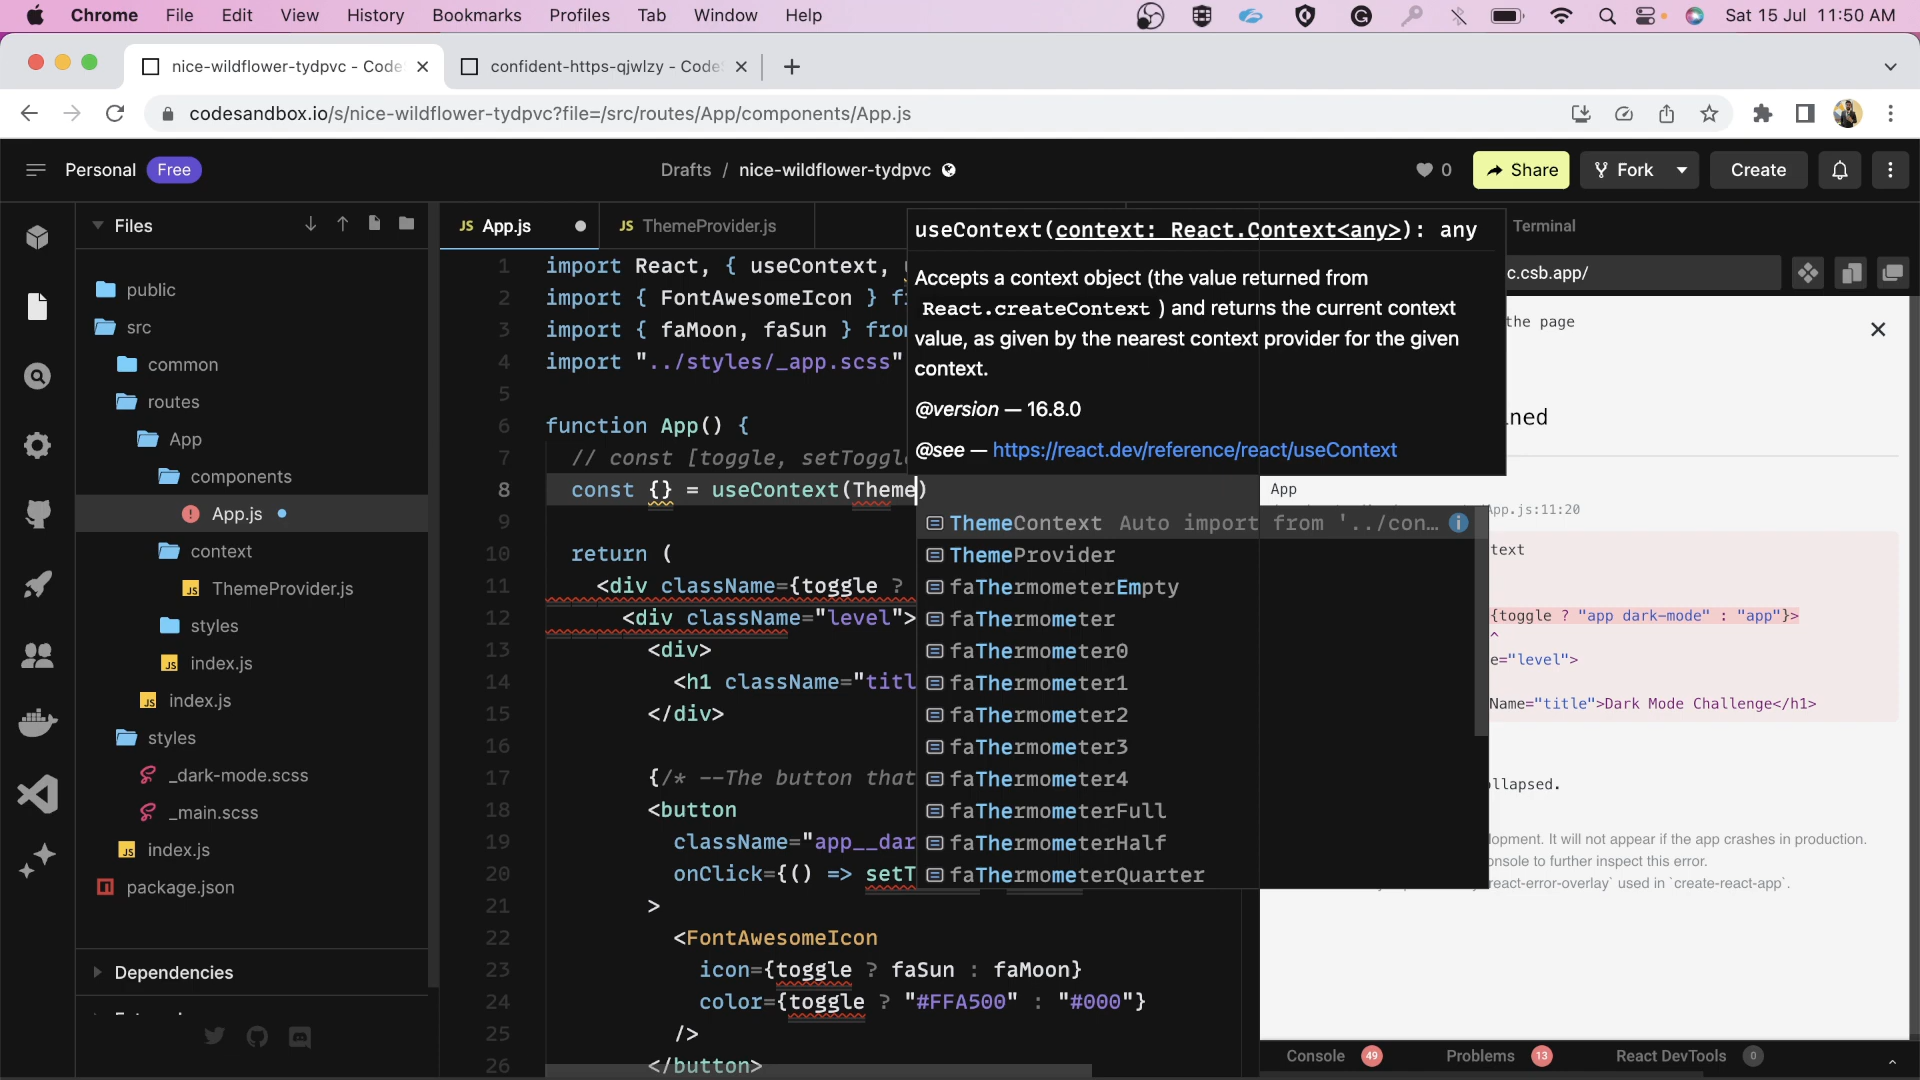 Chrome File Edit View History Bookmarks Profiles Tab Window Help Sat 15 Jul 11:50 AM
nice-wildflower-tydpvc - Code confident-https-qjwlzy - Code
codesandbox.io/s/nice-wildflower-tydpvc?file=/src/routes/App/components/App.js
Personal Free Drafts / nice-wildflower-tydpvc 0 Share Fork Create
Files
public
src
common
routes
App
components
App.js
context
ThemeProvider.js
styles
index.js
index.js
styles
_dark-mode.scss
_main.scss
index.js
package.json
Dependencies
JS App.js JS ThemeProvider.js
1 import React, { useContext,
2 import { FontAwesomeIcon }
3 import { faMoon, faSun } fro
4 import "../styles/_app.scss"
5
6 function App() {
7 // const [toggle, setToggl
8 const {} = useContext(Theme)
9
10 return (
11 <div className={toggle ?
12 <div className="level">
13 <div>
14 <h1 className="titl
15 </div>
16
17 {/* --The button that
18 <button
19 className="app__dar
20 onClick={() => setT
21 >
22 <FontAwesomeIcon
23 icon={toggle ? faSun : faMoon}
24 color={toggle ? "#FFA500" : "#000"}
25 />
26 </button>
useContext(context: React.Context<any>): any
Accepts a context object (the value returned from
React.createContext ) and returns the current context
value, as given by the nearest context provider for the given
context.
@version — 16.8.0
@see — https://react.dev/reference/react/useContext
ThemeContext Auto import from '../con…
ThemeProvider
faThermometerEmpty
faThermometer
faThermometer0
faThermometer1
faThermometer2
faThermometer3
faThermometer4
faThermometerFull
faThermometerHalf
faThermometerQuarter
Terminal
c.csb.app/
the page
ned
App
App.js:11:20
text
{toggle ? "app dark-mode" : "app"}>
^
e="level">
Name="title">Dark Mode Challenge</h1>
llapsed.
lopment. It will not appear if the app crashes in production.
onsole to further inspect this error.
react-error-overlay` used in `create-react-app`.
Console 49 Problems 13 React DevTools 0